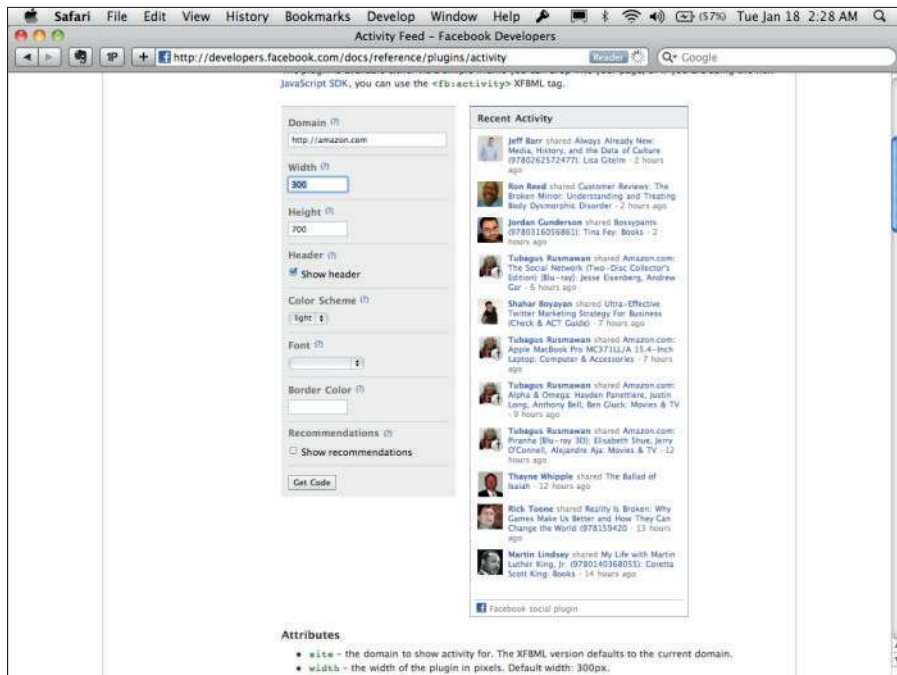 Safari File Edit View History Bookmarks Develop Window Help (57%) Tue Jan 18 2:28 AM
Activity Feed – Facebook Developers
1P + http://developers.facebook.com/docs/reference/plugins/activity Reader Google
JavaScript SDK, you can use the <fb:activity> XFBML tag.
Domain (?)
http://amazon.com
Width (?)
300
Height (?)
700
Header (?)
Show header
Color Scheme (?)
light
Font (?)
Border Color (?)
Recommendations (?)
Show recommendations
Get Code
Recent Activity
Jeff Barr shared Always Already New:
Media, History, and the Data of Culture
(9780262572477): Lisa Gitelm · 2 hours
ago
Ron Reed shared Customer Reviews: The
Broken Mirror: Understanding and Treating
Body Dysmorphic Disorder · 2 hours ago
Jordan Gunderson shared Bossypants
(9780316056861): Tina Fey: Books · 2
hours ago
Tubagus Rusmawan shared Amazon.com:
The Social Network (Two-Disc Collector's
Edition) [Blu-ray]: Jesse Eisenberg, Andrew
Gar · 6 hours ago
Shahar Boyayan shared Ultra-Effective
Twitter Marketing Strategy For Business
(Check & ACT Guide) · 7 hours ago
Tubagus Rusmawan shared Amazon.com:
Apple MacBook Pro MC371LL/A 15.4-Inch
Laptop: Computer & Accessories · 7 hours
ago
Tubagus Rusmawan shared Amazon.com:
Alpha & Omega: Hayden Panettiere, Justin
Long, Anthony Bell, Ben Gluck: Movies & TV
· 9 hours ago
Tubagus Rusmawan shared Amazon.com:
Piranha [Blu-ray 3D]: Elisabeth Shue, Jerry
O'Connell, Alejandre Aja: Movies & TV · 12
hours ago
Thayne Whipple shared The Ballad of
Isaiah · 12 hours ago
Rick Toone shared Reality Is Broken: Why
Games Make Us Better and How They Can
Change the World (978159420 · 13 hours
ago
Martin Lindsey shared My Life with Martin
Luther King, Jr. (9780140368055): Coretta
Scott King: Books · 14 hours ago
Facebook social plugin
Attributes
• site – the domain to show activity for. The XFBML version defaults to the current domain.
• width – the width of the plugin in pixels. Default width: 300px.